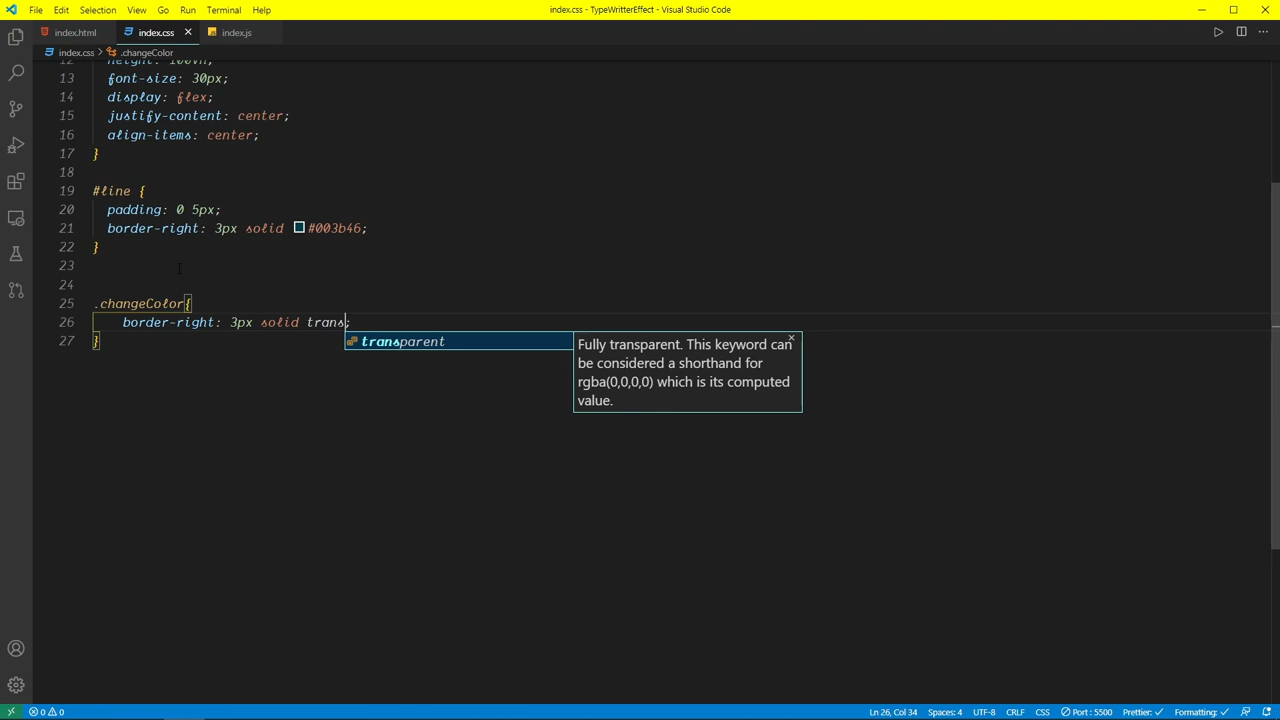 File Edit Selection View Go Run Terminal Help
index.css - TypeWritterEffect - Visual Studio Code
index.html index.css index.js
index.css > .changeColor
12 height: 100vh;
13 font-size: 30px;
14 display: flex;
15 justify-content: center;
16 align-items: center;
17 }
18
19 #line {
20 padding: 0 5px;
21 border-right: 3px solid #003b46;
22 }
23
24
25 .changeColor{
26 border-right: 3px solid trans;
27 }
transparent
Fully transparent. This keyword can
be considered a shorthand for
rgba(0,0,0,0) which is its computed
value.
0 0 Ln 26, Col 34 Spaces: 4 UTF-8 CRLF CSS Port : 5500 Prettier: Formatting: